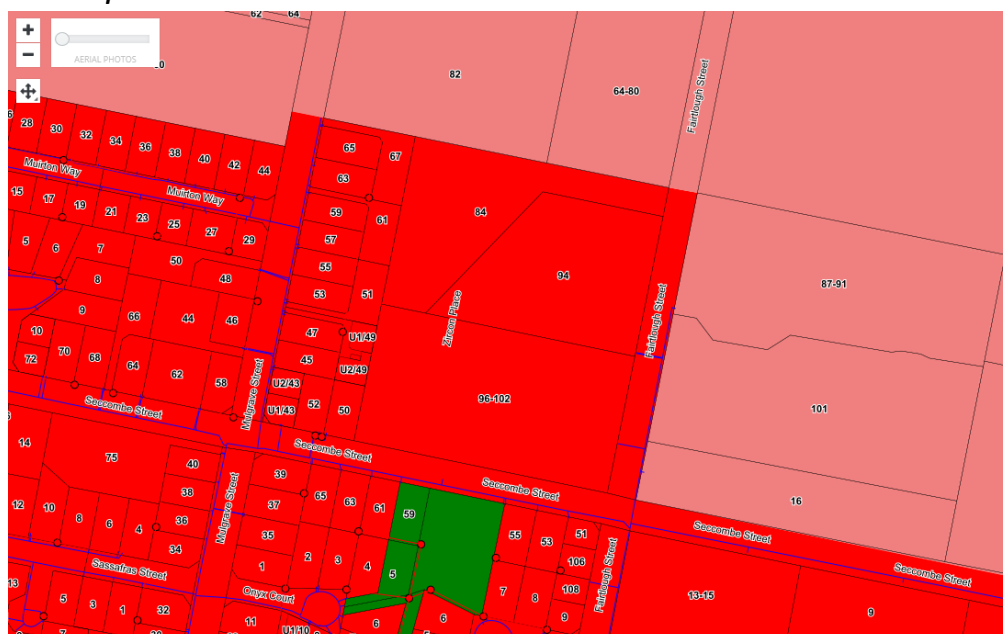 62 64
+
−
AERIAL PHOTOS
82
64-80
Fairtlough Street
28 30 32 34 36 38 40 42 44
65 67
63
Muirton Way
Muirton Way
15 17 19 21 23 25 27 29
59 61
84
57
5 6 7
50
55
94
87-91
8
48
53 51
Zircon Place
Fairtlough Street
9
66 44 46
47 U1/49
10
72 70 68 64 62 58
45 U2/49
Mulgrave Street
U2/43
U1/43 52 50
96-102
101
Seccombe Street
Seccombe Street
14 75 40
39
Seccombe Street
16
38
37 65 63 61 59
12 10 8 6 4 36
Mulgrave Street
35
55 53 51
Seccombe Street
Seccombe Street
34
106
Sassafras Street
1 2 3 4 5
7 8 108
Fairtlough Street
13-15
9
13 5 3 1 32
Onyx Court
11 6 6 9
U1/10